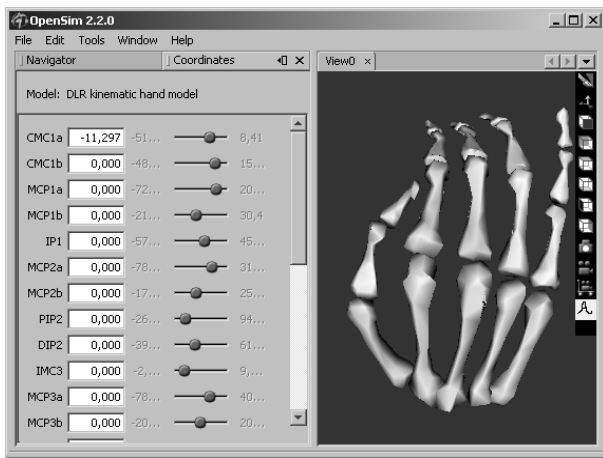 OpenSim 2.2.0
File Edit Tools Window Help
Navigator Coordinates View0 ×
Model: DLR kinematic hand model
CMC1a -11,297 -51... 8,41
CMC1b 0,000 -48... 15...
MCP1a 0,000 -72... 20...
MCP1b 0,000 -21... 30,4
IP1 0,000 -57... 45...
MCP2a 0,000 -78... 31...
MCP2b 0,000 -17... 25...
PIP2 0,000 -26... 94...
DIP2 0,000 -39... 61...
IMC3 0,000 -2,... 9,...
MCP3a 0,000 -78... 40...
MCP3b 0,000 -20... 20...